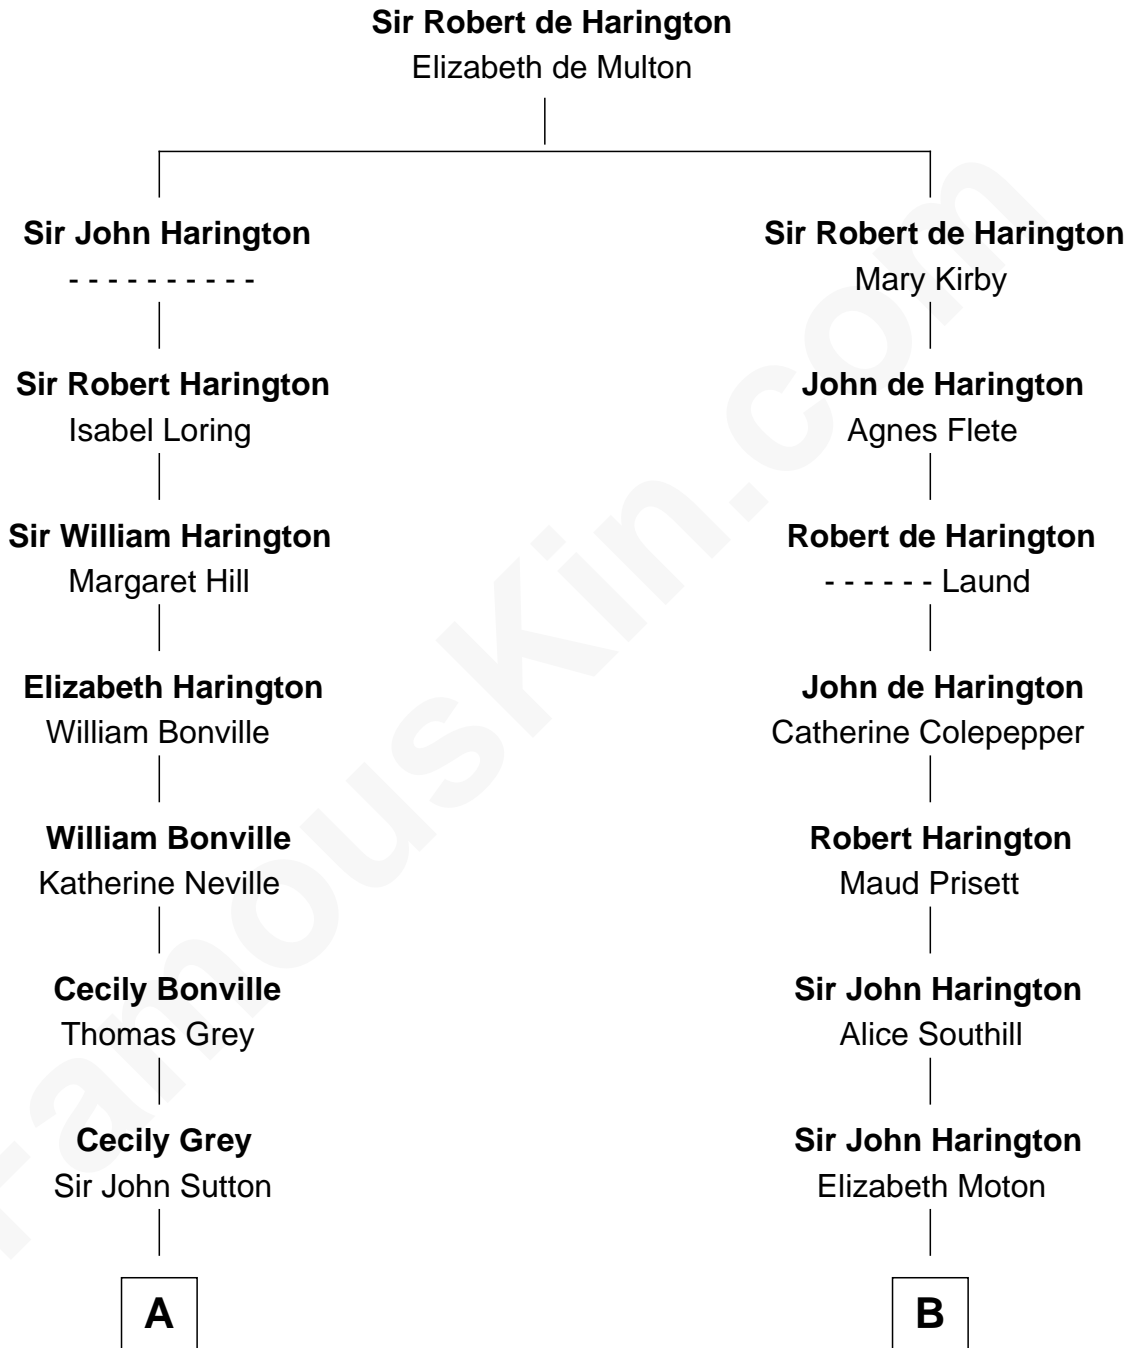 Sir Robert de Harington
Elizabeth de Multon
Sir John Harington
- - - - - - - - - -
Sir Robert de Harington
Mary Kirby
Sir Robert Harington
Isabel Loring
John de Harington
Agnes Flete
Sir William Harington
Margaret Hill
Robert de Harington
- - - - - - Laund
Elizabeth Harington
William Bonville
John de Harington
Catherine Colepepper
William Bonville
Katherine Neville
Robert Harington
Maud Prisett
Cecily Bonville
Thomas Grey
Sir John Harington
Alice Southill
Cecily Grey
Sir John Sutton
Sir John Harington
Elizabeth Moton
A
B
FamousKin.com